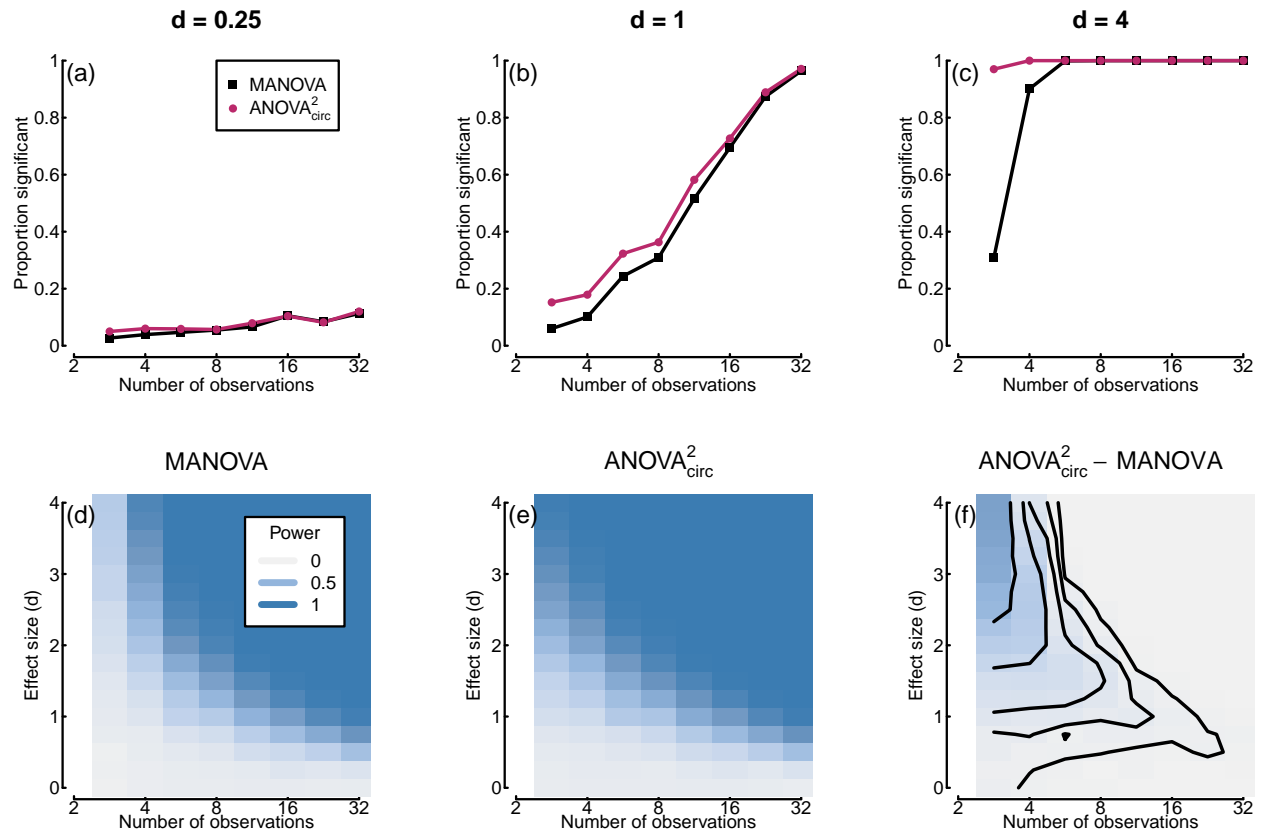 d = 0.25
d = 1
d = 4
(a)
MANOVA
ANOVA²circ
Proportion significant
1
0.8
0.6
0.4
0.2
0
2 4 8 16 32
Number of observations
(b)
Proportion significant
1
0.8
0.6
0.4
0.2
0
2 4 8 16 32
Number of observations
(c)
Proportion significant
1
0.8
0.6
0.4
0.2
0
2 4 8 16 32
Number of observations
MANOVA
(d)
Power
0
0.5
1
Effect size (d)
4
3
2
1
0
2 4 8 16 32
Number of observations
ANOVA²circ
(e)
Effect size (d)
4
3
2
1
0
2 4 8 16 32
Number of observations
ANOVA²circ − MANOVA
(f)
Effect size (d)
4
3
2
1
0
2 4 8 16 32
Number of observations